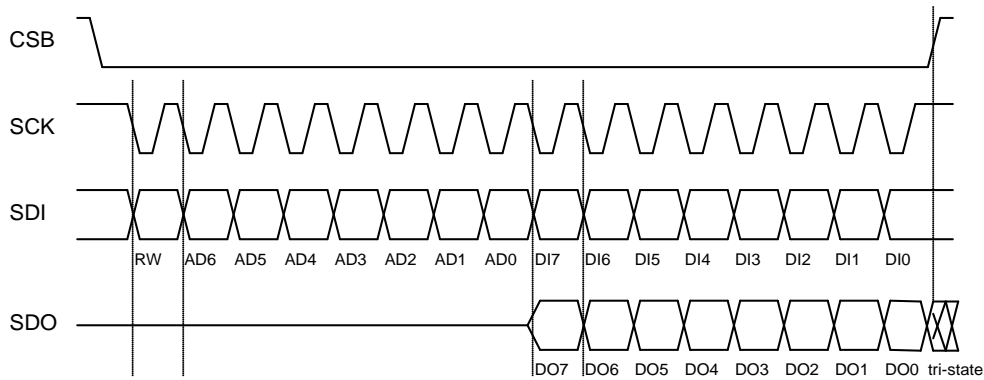 CSB
SCK
SDI
RW AD6 AD5 AD4 AD3 AD2 AD1 AD0 DI7 DI6 DI5 DI4 DI3 DI2 DI1 DI0
SDO
DO7 DO6 DO5 DO4 DO3 DO2 DO1 DO0 tri-state